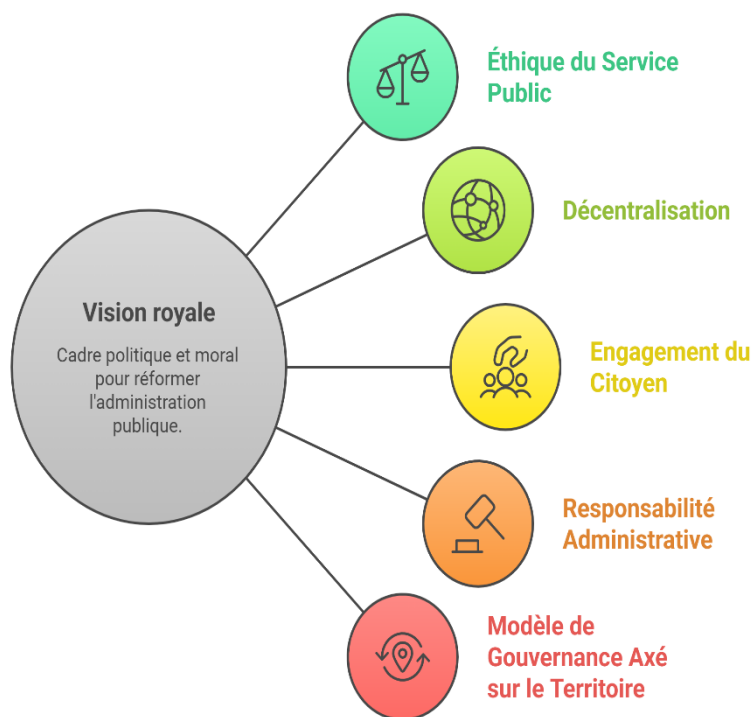 Éthique du Service
Public
Décentralisation
Vision royale
Cadre politique et moral
pour réformer
l'administration
publique.
Engagement du
Citoyen
Responsabilité
Administrative
Modèle de
Gouvernance Axé
sur le Territoire